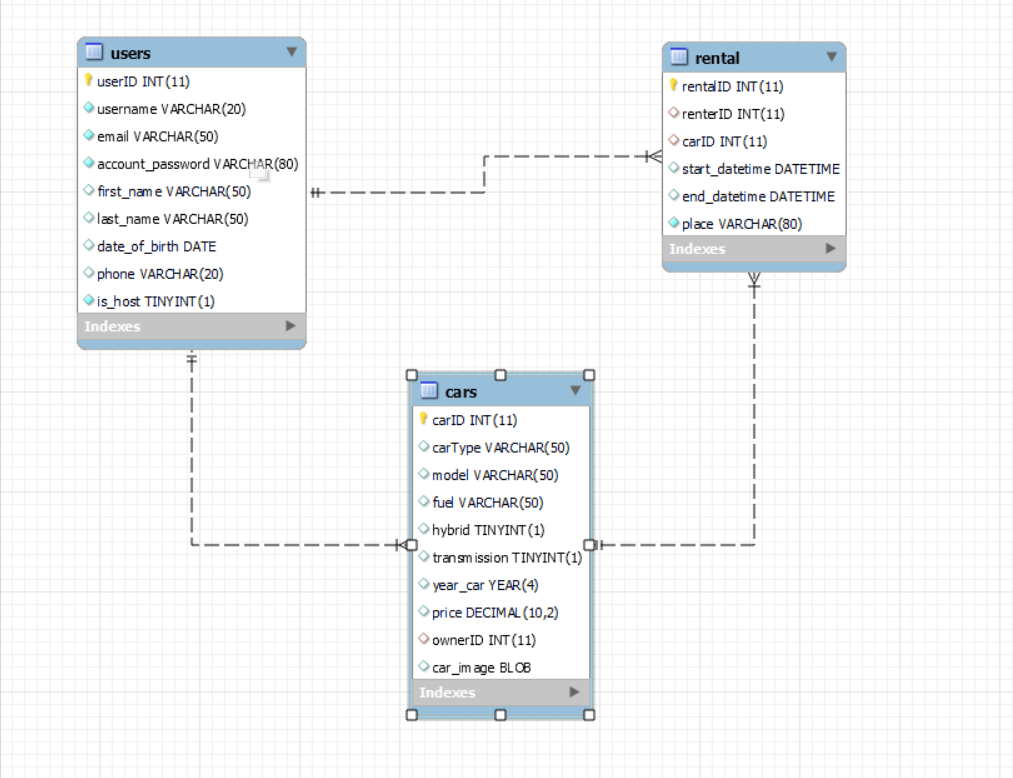 users
userID INT(11)
username VARCHAR(20)
email VARCHAR(50)
account_password VARCHAR(80)
first_name VARCHAR(50)
last_name VARCHAR(50)
date_of_birth DATE
phone VARCHAR(20)
is_host TINYINT(1)
Indexes
rental
rentalID INT(11)
renterID INT(11)
carID INT(11)
start_datetime DATETIME
end_datetime DATETIME
place VARCHAR(80)
Indexes
cars
carID INT(11)
carType VARCHAR(50)
model VARCHAR(50)
fuel VARCHAR(50)
hybrid TINYINT(1)
transmission TINYINT(1)
year_car YEAR(4)
price DECIMAL(10,2)
ownerID INT(11)
car_image BLOB
Indexes